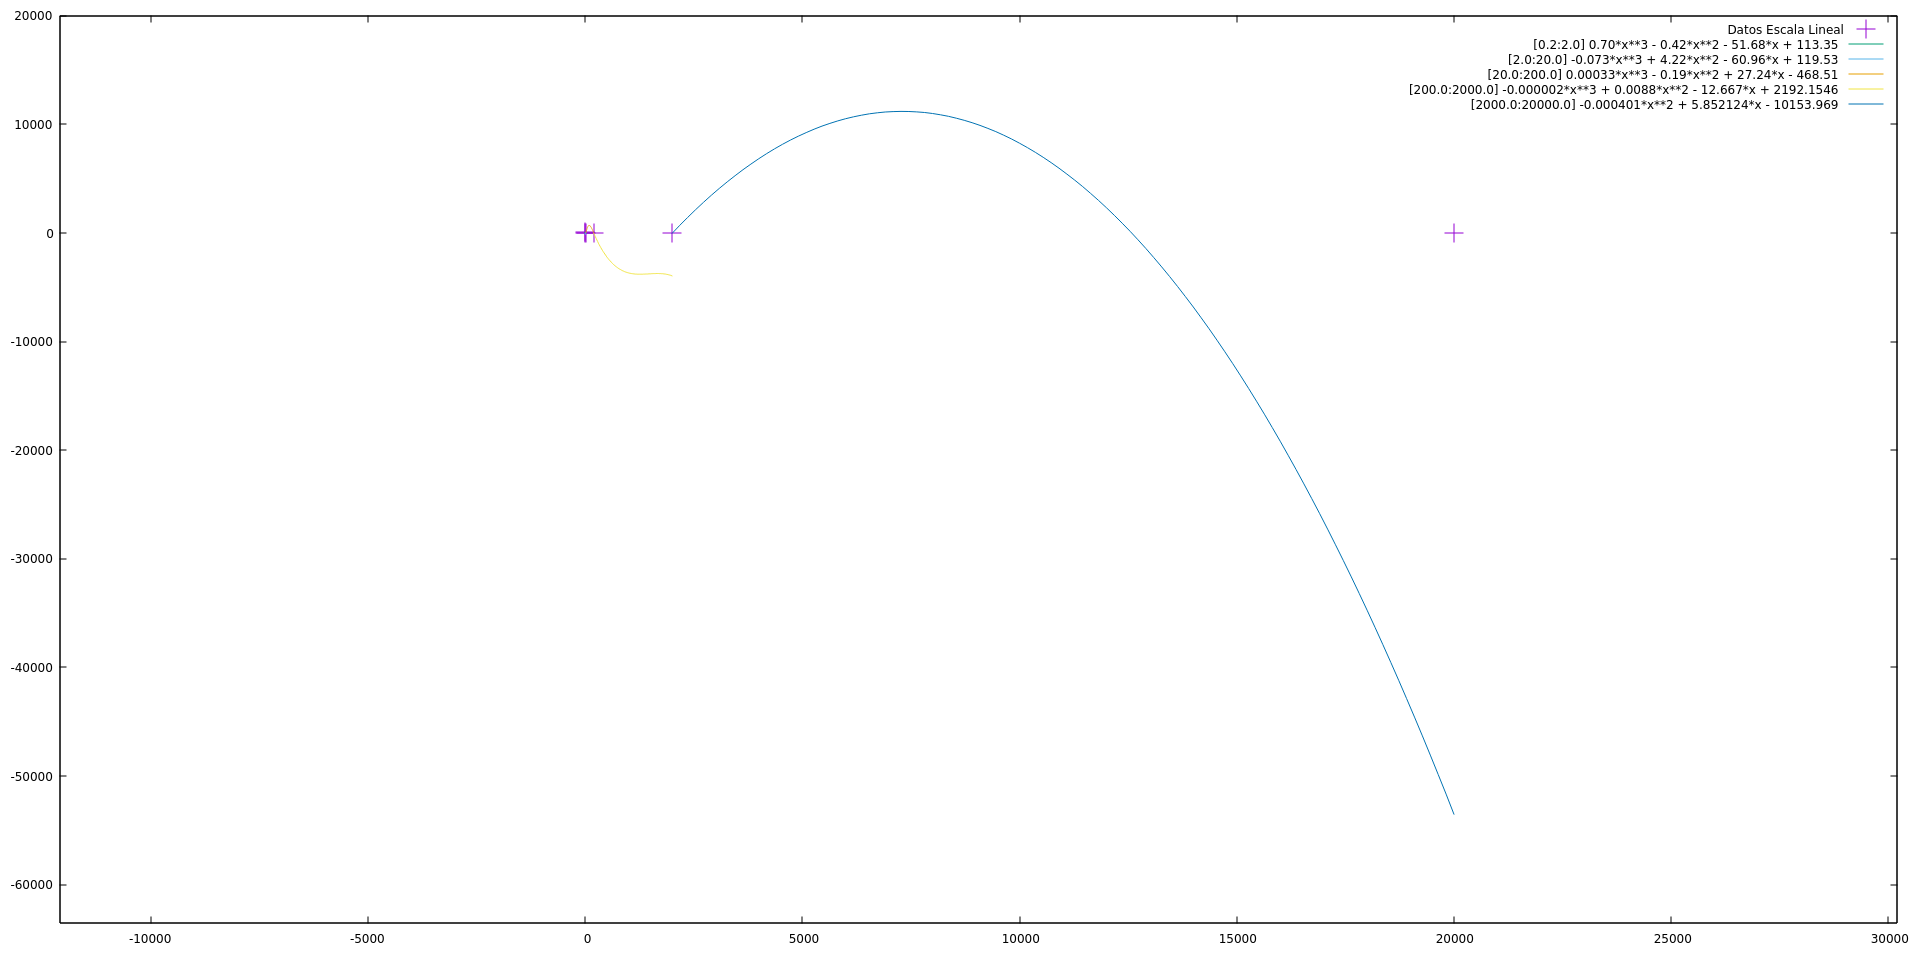 20000
10000
0
-10000
-20000
-30000
-40000
-50000
-60000
Datos Escala Lineal
[0.2:2.0] 0.70*x**3 - 0.42*x**2 - 51.68*x + 113.35
[2.0:20.0] -0.073*x**3 + 4.22*x**2 - 60.96*x + 119.53
[20.0:200.0] 0.00033*x**3 - 0.19*x**2 + 27.24*x - 468.51
[200.0:2000.0] -0.000002*x**3 + 0.0088*x**2 - 12.667*x + 2192.1546
[2000.0:20000.0] -0.000401*x**2 + 5.852124*x - 10153.969
-10000 -5000 0 5000 10000 15000 20000 25000 30000